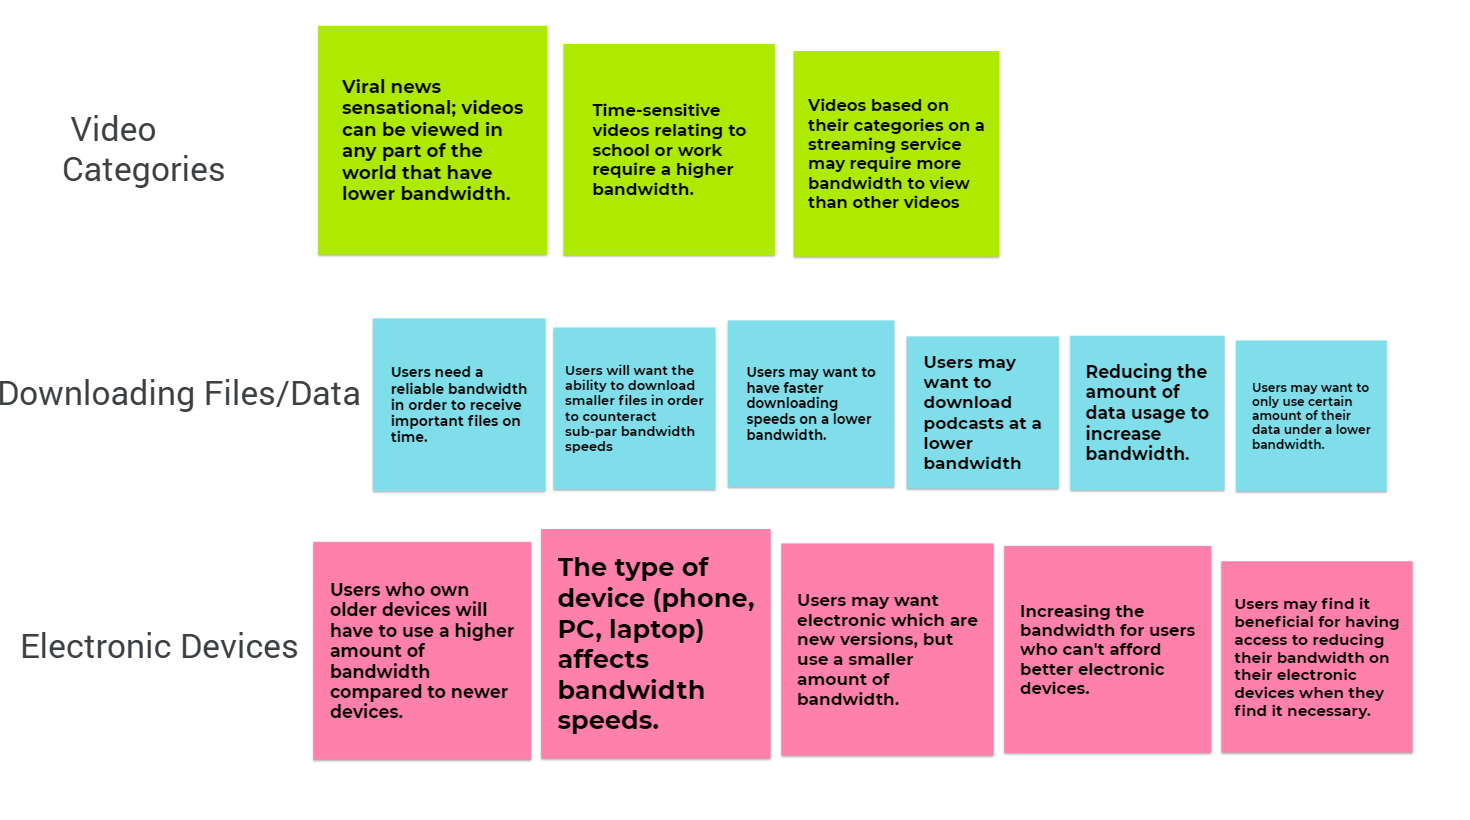 Video
Categories
Viral news
sensational; videos
can be viewed in
any part of the
world that have
lower bandwidth.
Time-sensitive
videos relating to
school or work
require a higher
bandwidth.
Videos based on
their categories on a
streaming service
may require more
bandwidth to view
than other videos
Downloading Files/Data
Users need a
reliable bandwidth
in order to receive
important files on
time.
Users will want the
ability to download
smaller files in order
to counteract
sub-par bandwidth
speeds
Users may want to
have faster
downloading
speeds on a lower
bandwidth.
Users may
want to
download
podcasts at a
lower
bandwidth
Reducing the
amount of
data usage to
increase
bandwidth.
Users may want to
only use certain
amount of their
data under a lower
bandwidth.
Electronic Devices
Users who own
older devices will
have to use a higher
amount of
bandwidth
compared to newer
devices.
The type of
device (phone,
PC, laptop)
affects
bandwidth
speeds.
Users may want
electronic which are
new versions, but
use a smaller
amount of
bandwidth.
Increasing the
bandwidth for users
who can't afford
better electronic
devices.
Users may find it
beneficial for having
access to reducing
their bandwidth on
their electronic
devices when they
find it necessary.